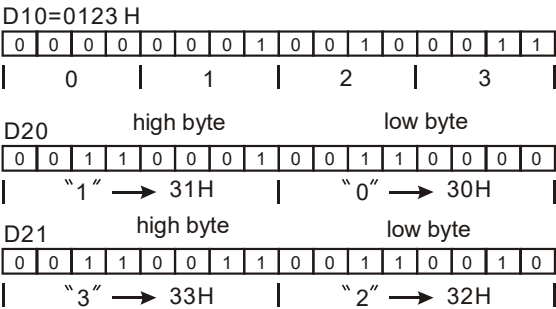 D10=0123 H
0 0 0 0 0 0 0 1 0 0 1 0 0 0 1 1
0 1 2 3
D20 high byte low byte
0 0 1 1 0 0 0 1 0 0 1 1 0 0 0 0
"1" → 31H "0" → 30H
D21 high byte low byte
0 0 1 1 0 0 1 1 0 0 1 1 0 0 1 0
"3" → 33H "2" → 32H